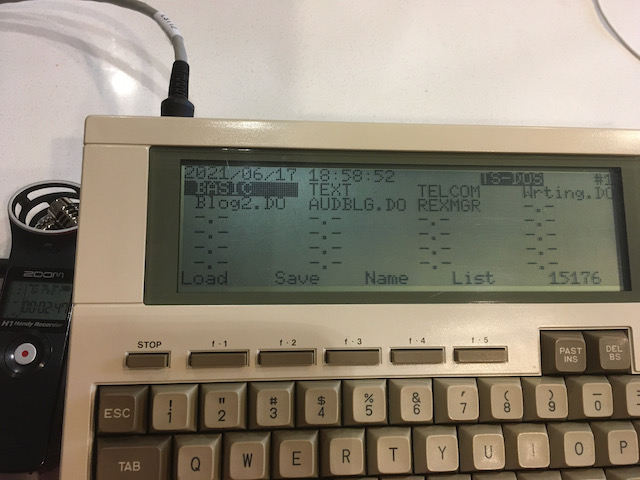 2021/06/17 18:58:52 TS-DOS #1
BASIC TEXT TELCOM Wrting.DO
Blog2.DO AUDBLG.DO REXMGR -.-
-.- -.- -.- -.-
-.- -.- -.- -.-
-.- -.- -.- -.-
-.- -.- -.- -.-
Load Save Name List 15176
zoom
H1 Handy Recorder
STOP f·1 f·2 f·3 f·4 f·5
PAST INS
DEL BS
ESC ! 1 " 2 # 3 $ 4 % 5 & 6 ' 7 ( 8 ) 9 _ 0
TAB Q W E R T Y U I O P